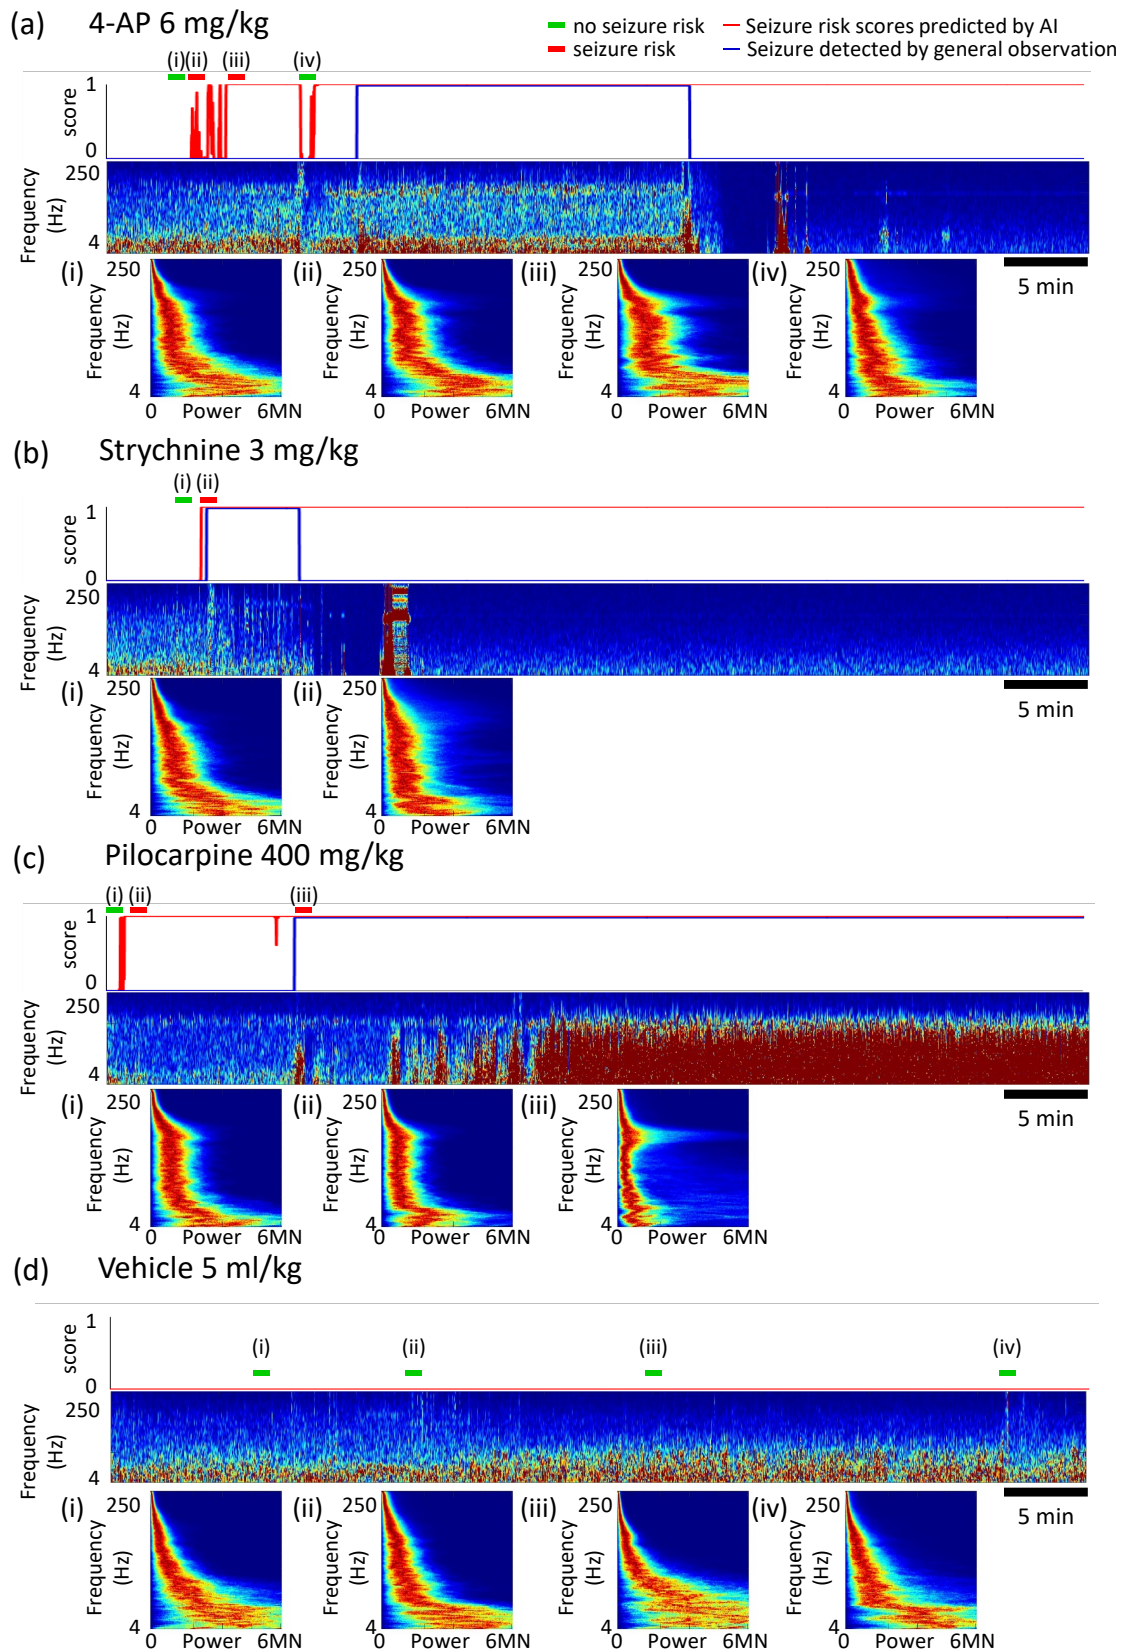 (a) 4-AP 6 mg/kg
no seizure risk
Seizure risk scores predicted by AI
seizure risk
Seizure detected by general observation
(i) (ii) (iii) (iv)
1
score
0
250
Frequency
(Hz)
4
5 min
(i) 250 Frequency (Hz) 4 0 Power 6MN
(ii) 250 Frequency (Hz) 4 0 Power 6MN
(iii) 250 Frequency (Hz) 4 0 Power 6MN
(iv) 250 Frequency (Hz) 4 0 Power 6MN
(b) Strychnine 3 mg/kg
(i) (ii)
1
score
0
250
Frequency
(Hz)
4
5 min
(i) 250 Frequency (Hz) 4 0 Power 6MN
(ii) 250 Frequency (Hz) 4 0 Power 6MN
(c) Pilocarpine 400 mg/kg
(i) (ii) (iii)
1
score
0
250
Frequency
(Hz)
4
5 min
(i) 250 Frequency (Hz) 4 0 Power 6MN
(ii) 250 Frequency (Hz) 4 0 Power 6MN
(iii) 250 Frequency (Hz) 4 0 Power 6MN
(d) Vehicle 5 ml/kg
1
score
(i) (ii) (iii) (iv)
0
250
Frequency
(Hz)
4
5 min
(i) 250 Frequency (Hz) 4 0 Power 6MN
(ii) 250 Frequency (Hz) 4 0 Power 6MN
(iii) 250 Frequency (Hz) 4 0 Power 6MN
(iv) 250 Frequency (Hz) 4 0 Power 6MN